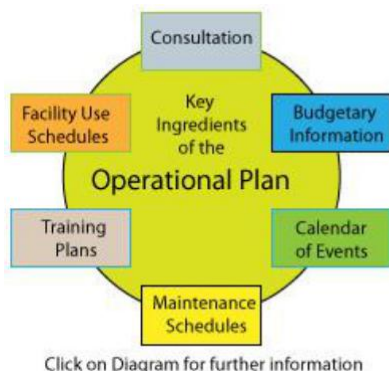 Consultation
Key
Ingredients
of the
Operational Plan
Facility Use
Schedules
Budgetary
Information
Training
Plans
Calendar
of Events
Maintenance
Schedules
Click on Diagram for further information